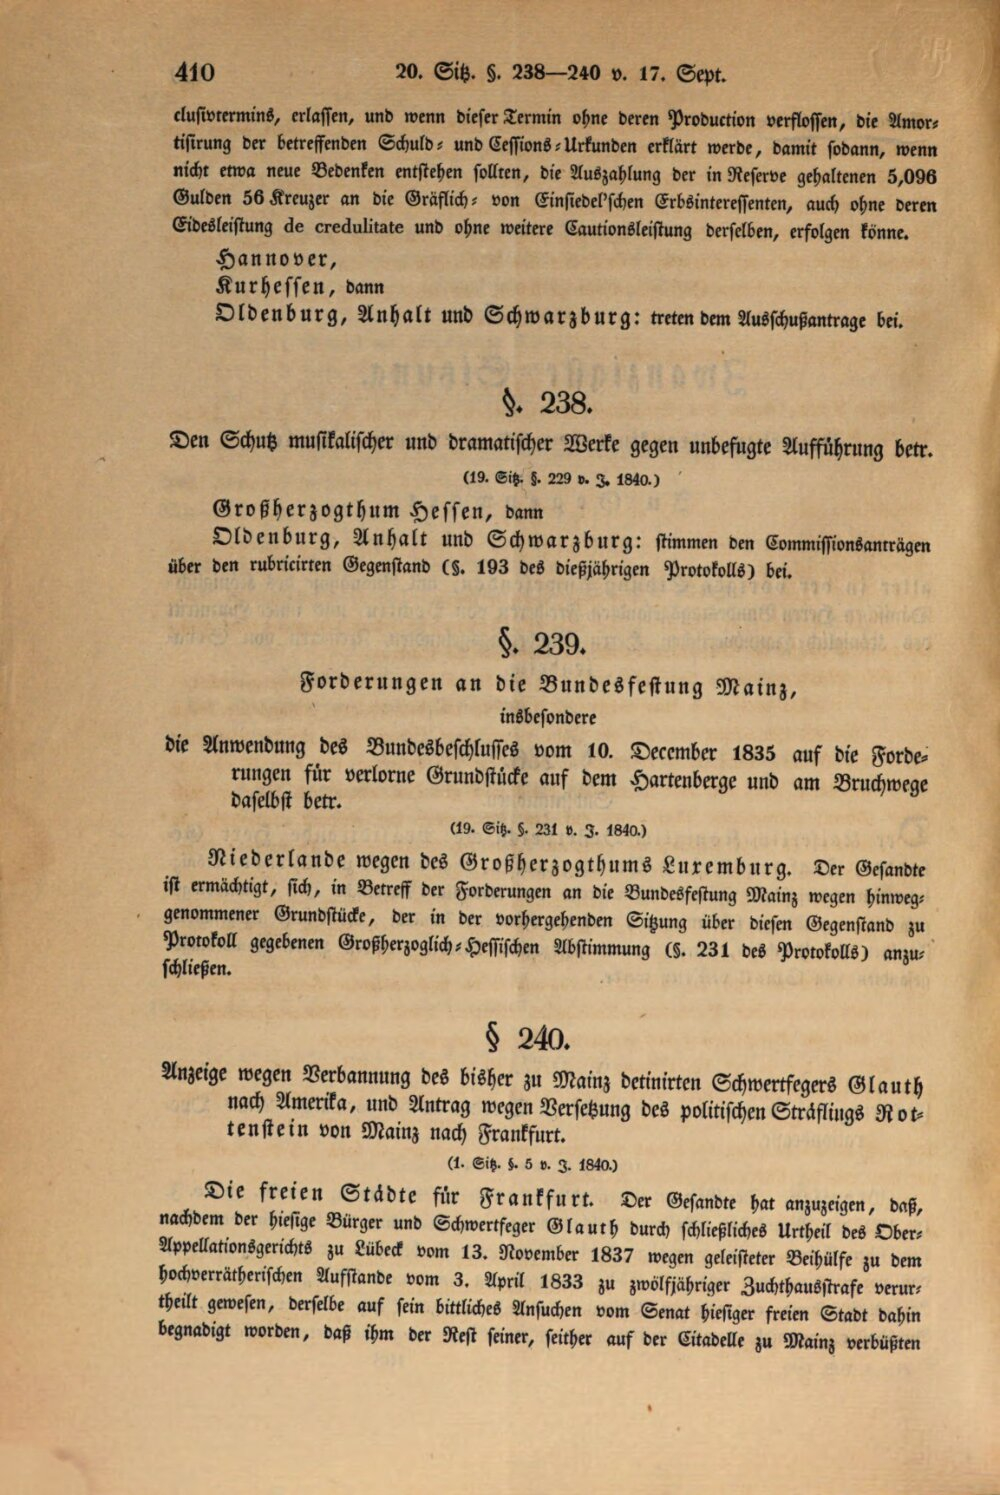 410
20. Sitz. §. 238—240 v. 17. Sept.
clusivtermins, erlassen, und wenn dieser Termin ohne deren Production verflossen, die Amor-
tisirung der betreffenden Schuld- und Cessions-Urkunden erklärt werde, damit sodann, wenn
nicht etwa neue Bedenken entstehen sollten, die Auszahlung der in Reserve gehaltenen 5,096
Gulden 56 Kreuzer an die Gräflich- von Einsiedel'schen Erbsinteressenten, auch ohne deren
Eidesleistung de credulitate und ohne weitere Cautionsleistung derselben, erfolgen könne.
Hannover,
Kurhessen, dann
Oldenburg, Anhalt und Schwarzburg: treten dem Ausschußantrage bei.
§. 238.
Den Schutz musikalischer und dramatischer Werke gegen unbefugte Aufführung betr.
(19. Sitz. §. 229 v. J. 1840.)
Großherzogthum Hessen, dann
Oldenburg, Anhalt und Schwarzburg: stimmen den Commissionsanträgen
über den rubricirten Gegenstand (§. 193 des dießjährigen Protokolls) bei.
§. 239.
Forderungen an die Bundesfestung Mainz,
insbesondere
die Anwendung des Bundesbeschlusses vom 10. December 1835 auf die Forde-
rungen für verlorne Grundstücke auf dem Hartenberge und am Bruchwege
daselbst betr.
(19. Sitz. §. 231 v. J. 1840.)
Niederlande wegen des Großherzogthums Luxemburg. Der Gesandte
ist ermächtigt, sich, in Betreff der Forderungen an die Bundesfestung Mainz wegen hinweg-
genommener Grundstücke, der in der vorhergehenden Sitzung über diesen Gegenstand zu
Protokoll gegebenen Großherzoglich-Hessischen Abstimmung (§. 231 des Protokolls) anzu-
schließen.
§ 240.
Anzeige wegen Verbannung des bisher zu Mainz detinirten Schwertfegers Glauth
nach Amerika, und Antrag wegen Versetzung des politischen Sträflings Rot-
tenstein von Mainz nach Frankfurt.
(1. Sitz. §. 5 v. J. 1840.)
Die freien Städte für Frankfurt. Der Gesandte hat anzuzeigen, daß,
nachdem der hiesige Bürger und Schwertfeger Glauth durch schließliches Urtheil des Ober-
Appellationsgerichts zu Lübeck vom 13. November 1837 wegen geleisteter Beihülfe zu dem
hochverrätherischen Aufstande vom 3. April 1833 zu zwölfjähriger Zuchthausstrafe verur-
theilt gewesen, derselbe auf sein bittliches Ansuchen vom Senat hiesiger freien Stadt dahin
begnadigt worden, daß ihm der Rest seiner, seither auf der Citadelle zu Mainz verbüßten